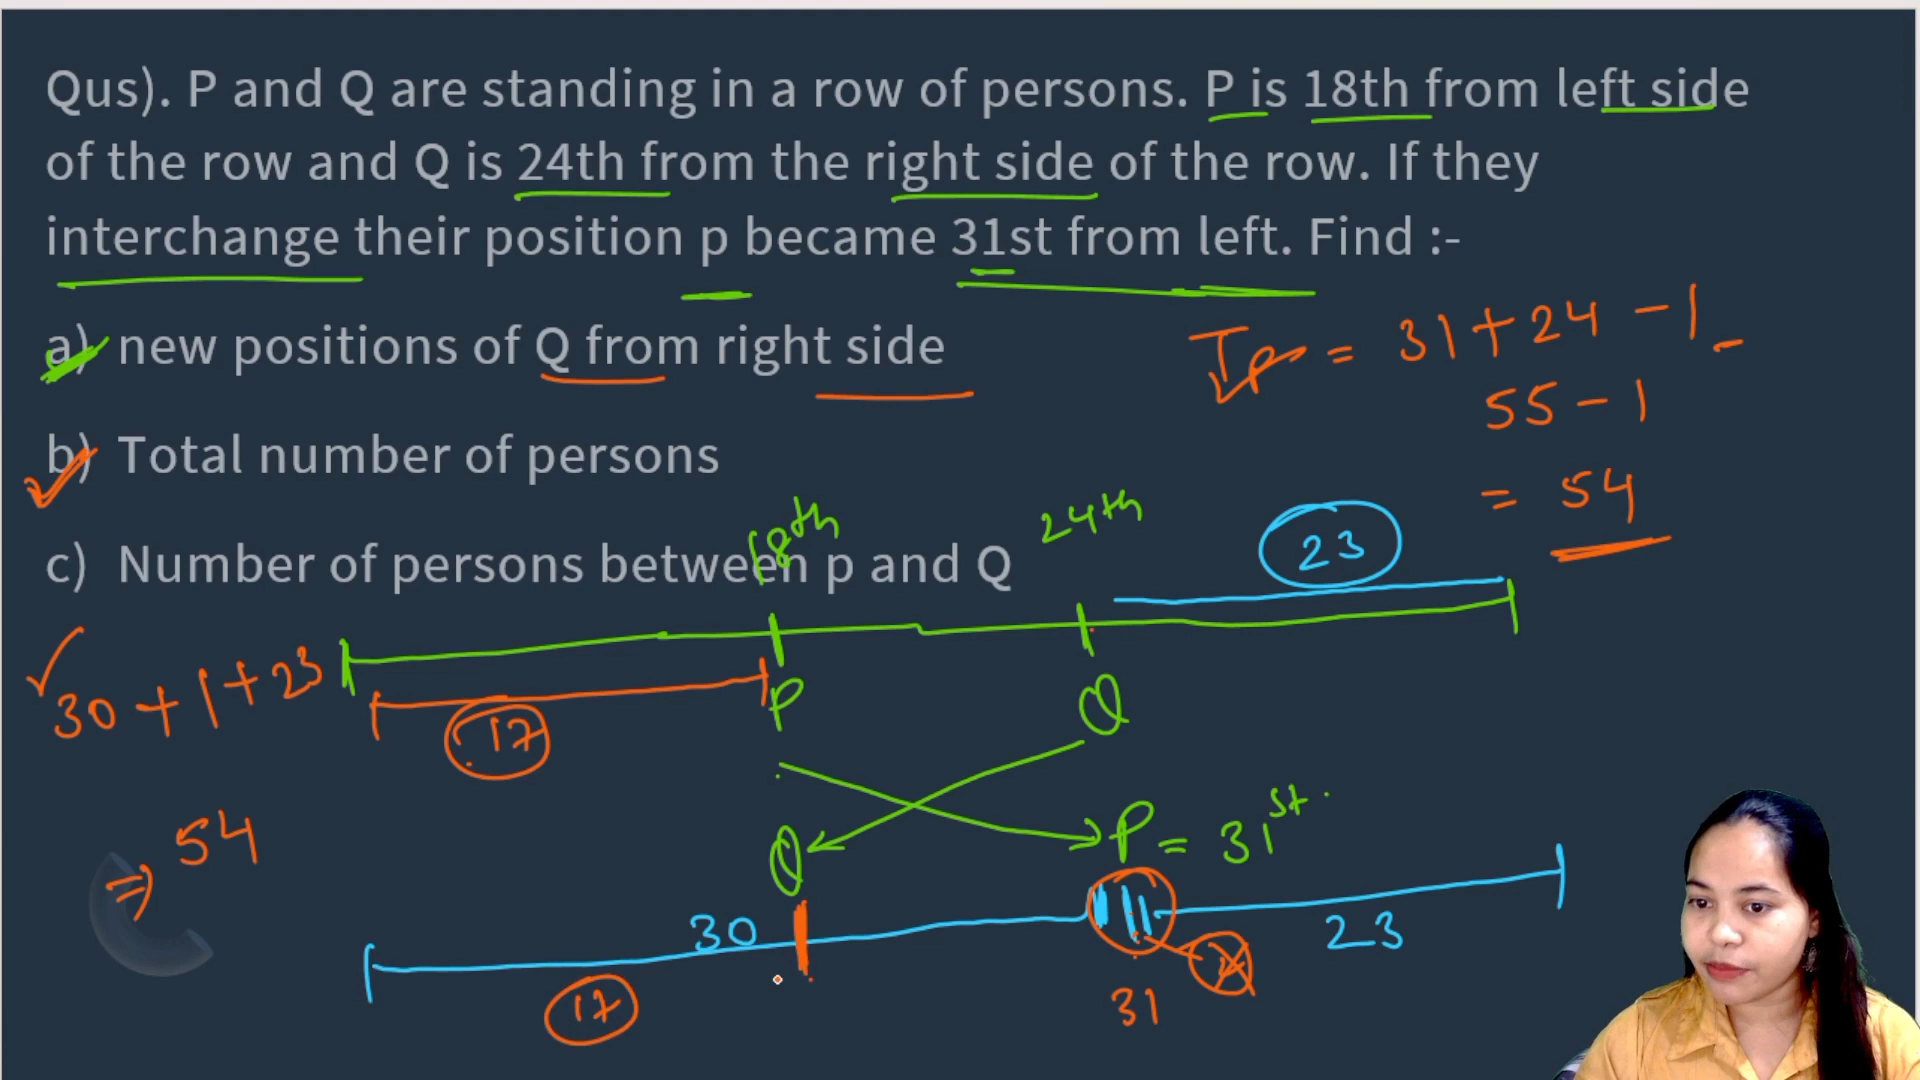 Qus). P and Q are standing in a row of persons. P is 18th from left side
of the row and Q is 24th from the right side of the row. If they
interchange their position p became 31st from left. Find :-
a) new positions of Q from right side
= 31 + 24 - 1
55 - 1
b) Total number of persons
= 54
18th
24th
23
c) Number of persons between p and Q
30 + 1 + 23
17
P
Q
⇒ 54
Q
P = 31st
30
23
17
31